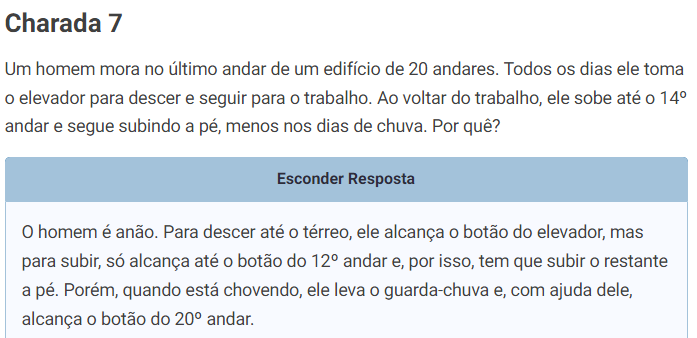 Charada 7
Um homem mora no último andar de um edifício de 20 andares. Todos os dias ele toma
o elevador para descer e seguir para o trabalho. Ao voltar do trabalho, ele sobe até o 14º
andar e segue subindo a pé, menos nos dias de chuva. Por quê?
Esconder Resposta
O homem é anão. Para descer até o térreo, ele alcança o botão do elevador, mas
para subir, só alcança até o botão do 12º andar e, por isso, tem que subir o restante
a pé. Porém, quando está chovendo, ele leva o guarda-chuva e, com ajuda dele,
alcança o botão do 20º andar.